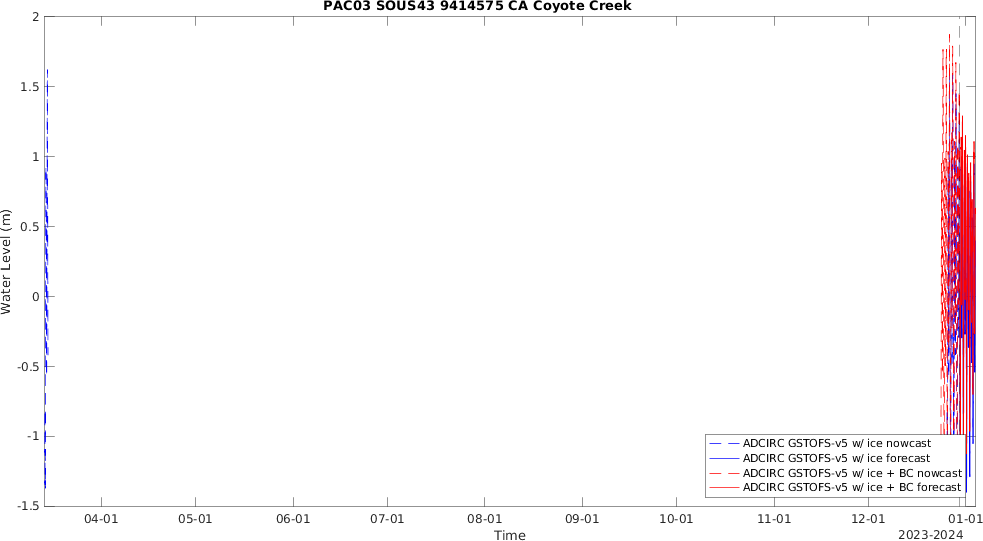 PAC03 SOUS43 9414575 CA Coyote Creek
Water Level (m)
2
1.5
1
0.5
0
-0.5
-1
-1.5
04-01 05-01 06-01 07-01 08-01 09-01 10-01 11-01 12-01 01-01
Time
2023-2024
ADCIRC GSTOFS-v5 w/ ice nowcast
ADCIRC GSTOFS-v5 w/ ice forecast
ADCIRC GSTOFS-v5 w/ ice + BC nowcast
ADCIRC GSTOFS-v5 w/ ice + BC forecast